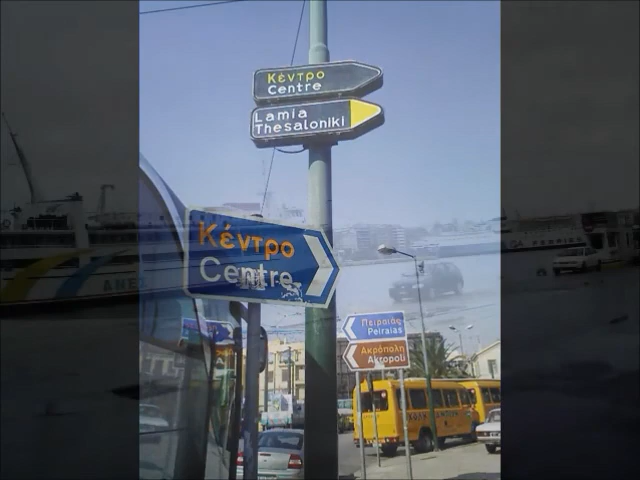 Κέντρο
Centre
Lamia
Thesaloniki
Κέντρο
Centre
Πειραιάς
Peiraias
Ακρόπολη
Akropoli